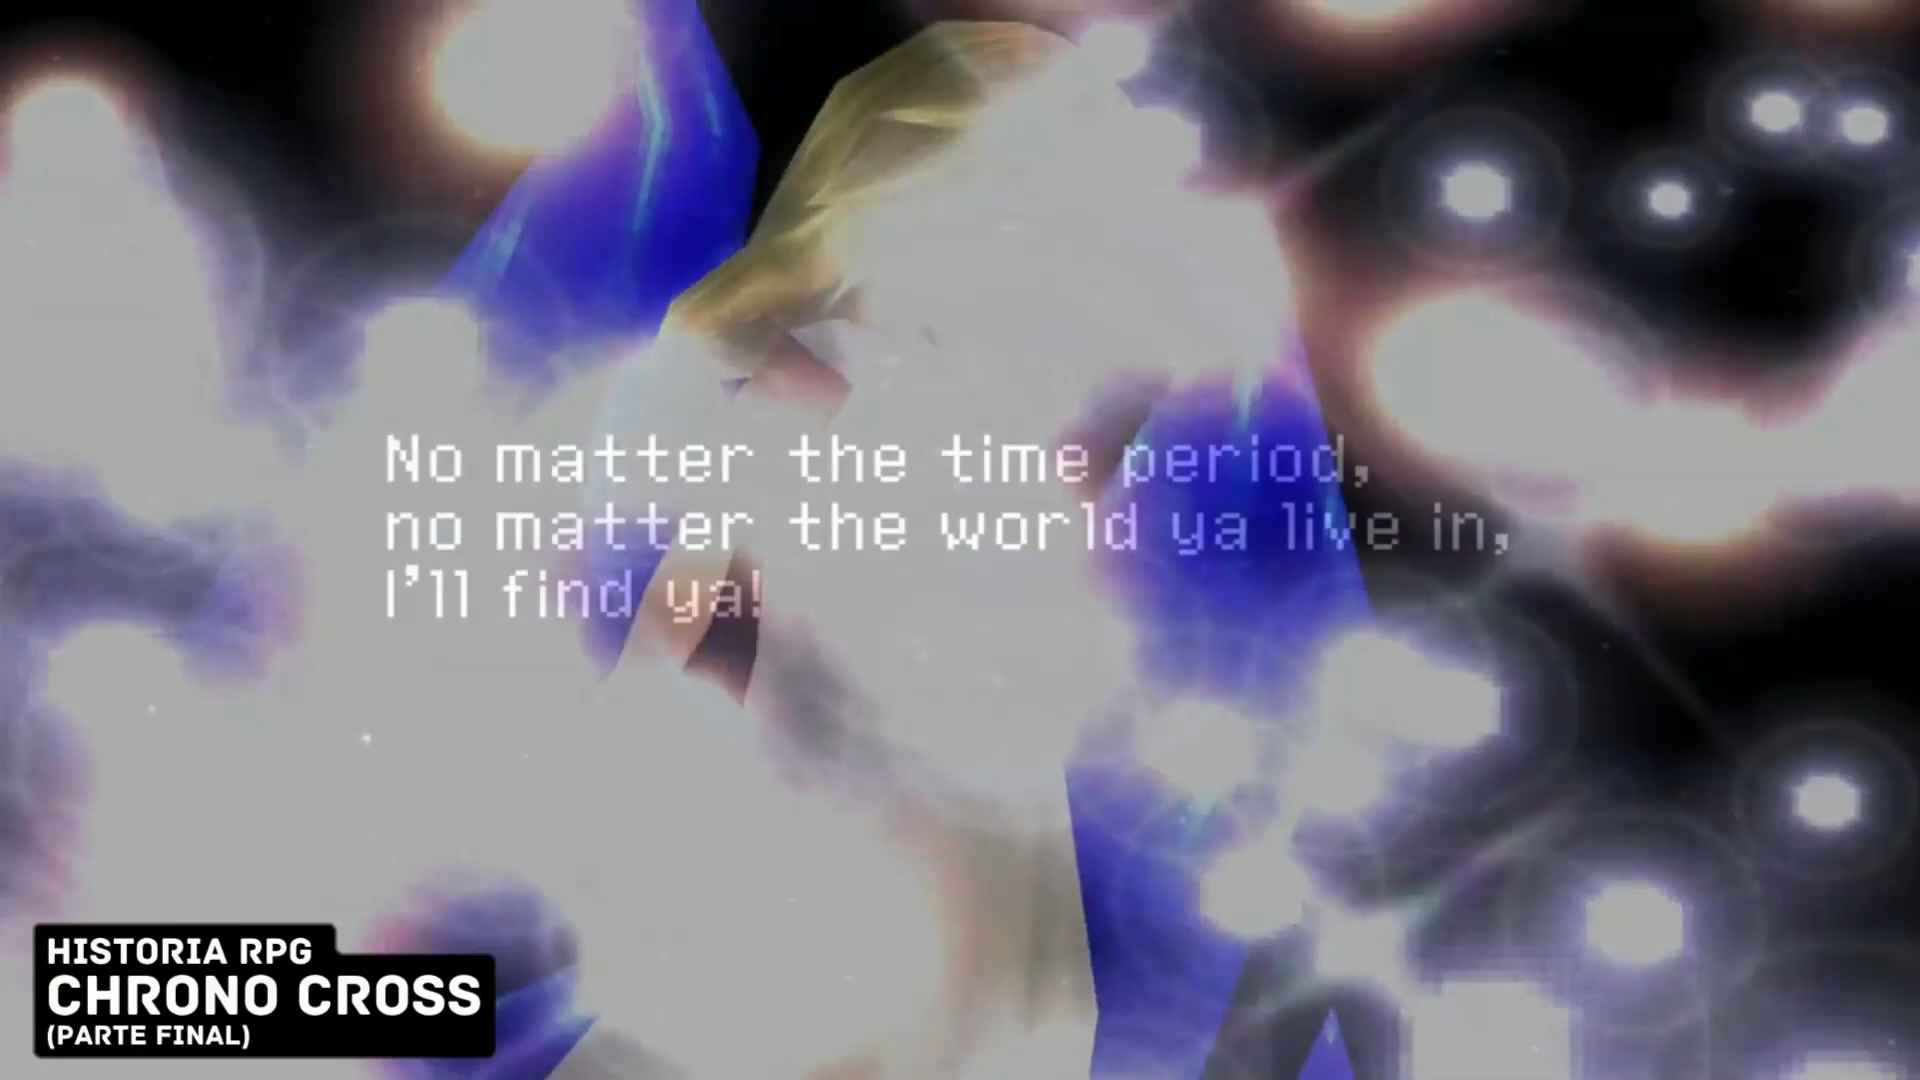 No matter the time period,
no matter the world ya live in,
I'll find ya!
HISTORIA RPG
CHRONO CROSS
(PARTE FINAL)